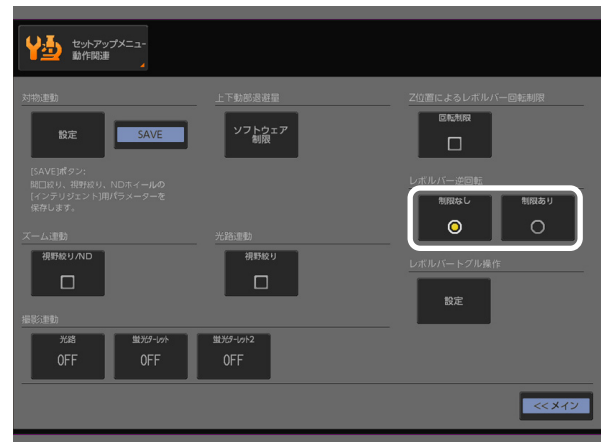 セットアップメニュー
動作関連
対物連動
設定
SAVE
[SAVE]ボタン:
開口絞り、視野絞り、NDホイールの
[インテリジェント]用パラメーターを
保存します。
上下動部退避量
ソフトウェア
制限
Z位置によるレボルバー回転制限
回転制限
レボルバー逆回転
制限なし
制限あり
ズーム連動
視野絞り/ND
光路連動
視野絞り
レボルバートグル操作
設定
撮影連動
光路
OFF
蛍光ターレット
OFF
蛍光ターレット2
OFF
<< メイン